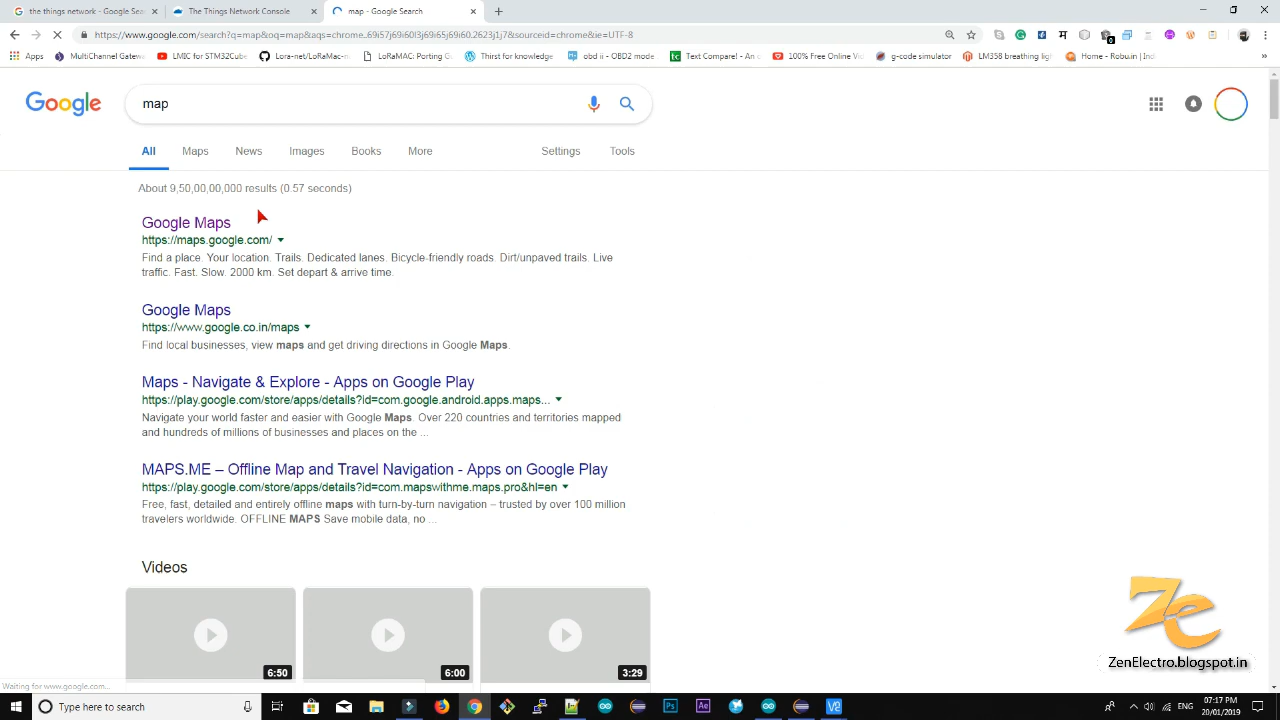 the things network - Google Sea
The Things Network Console
map - Google Search
https://www.google.com/search?q=map&oq=map&aqs=chrome..69i57j69i60l3j69i65j69i60.2623j1j7&sourceid=chrome&ie=UTF-8
Apps
MultiChannel Gatewa
LMIC for STM32Cube
Lora-net/LoRaMac-n
LoRaMAC: Porting G
Thirst for knowledge
obd ii - OBD2 mode
Text Compare! - An o
100% Free Online Vi
g-code simulator
LM358 breathing ligh
Home - Robu.in | Ind
Google
map
All
Maps
News
Images
Books
More
Settings
Tools
About 9,50,00,00,000 results (0.57 seconds)
Google Maps
https://maps.google.com/
Find a place. Your location. Trails. Dedicated lanes. Bicycle-friendly roads. Dirt/unpaved trails. Live
traffic. Fast. Slow. 2000 km. Set depart & arrive time.
Google Maps
https://www.google.co.in/maps
Find local businesses, view maps and get driving directions in Google Maps.
Maps - Navigate & Explore - Apps on Google Play
https://play.google.com/store/apps/details?id=com.google.android.apps.maps...
Navigate your world faster and easier with Google Maps. Over 220 countries and territories mapped
and hundreds of millions of businesses and places on the ...
MAPS.ME – Offline Map and Travel Navigation - Apps on Google Play
https://play.google.com/store/apps/details?id=com.mapswithme.maps.pro&hl=en
Free, fast, detailed and entirely offline maps with turn-by-turn navigation – trusted by over 100 million
travelers worldwide. OFFLINE MAPS Save mobile data, no ...
Videos
6:50
6:00
3:29
ze
ZenElectro.blogspot.in
Waiting for www.google.com...
Type here to search
Ps
Ae
ENG
07:17 PM
20/01/2019